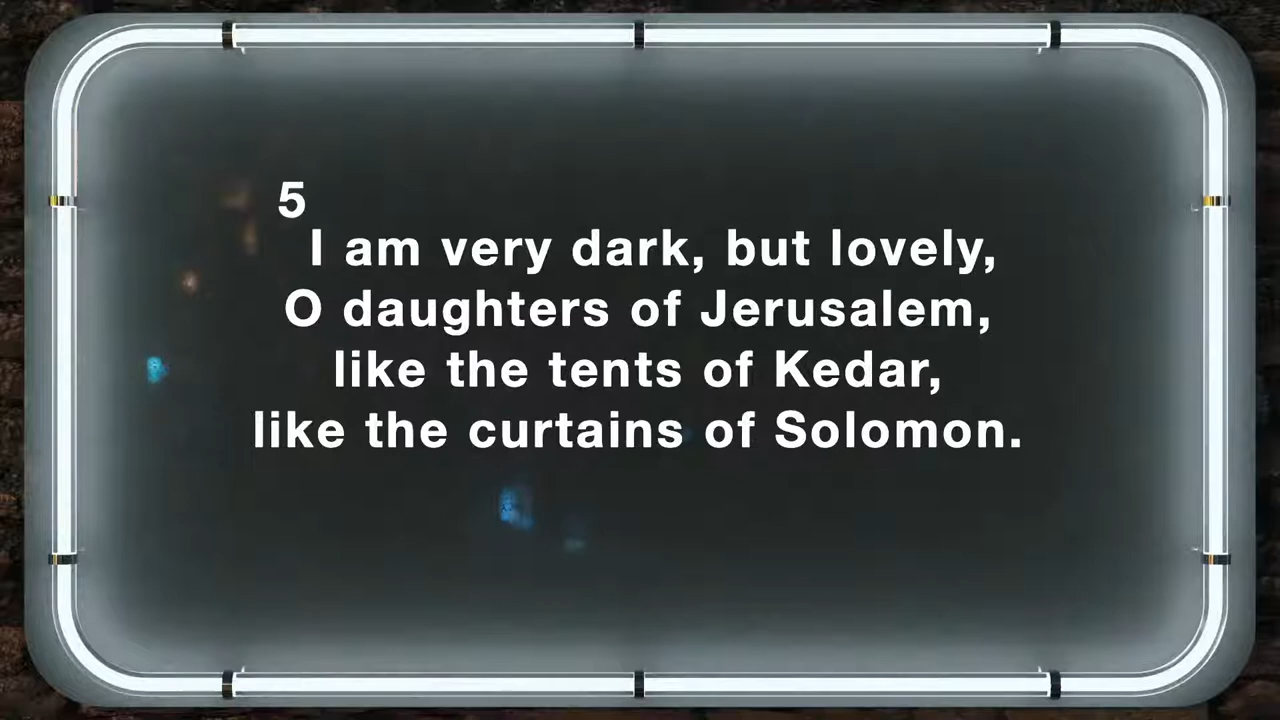 5
I am very dark, but lovely,
O daughters of Jerusalem,
like the tents of Kedar,
like the curtains of Solomon.